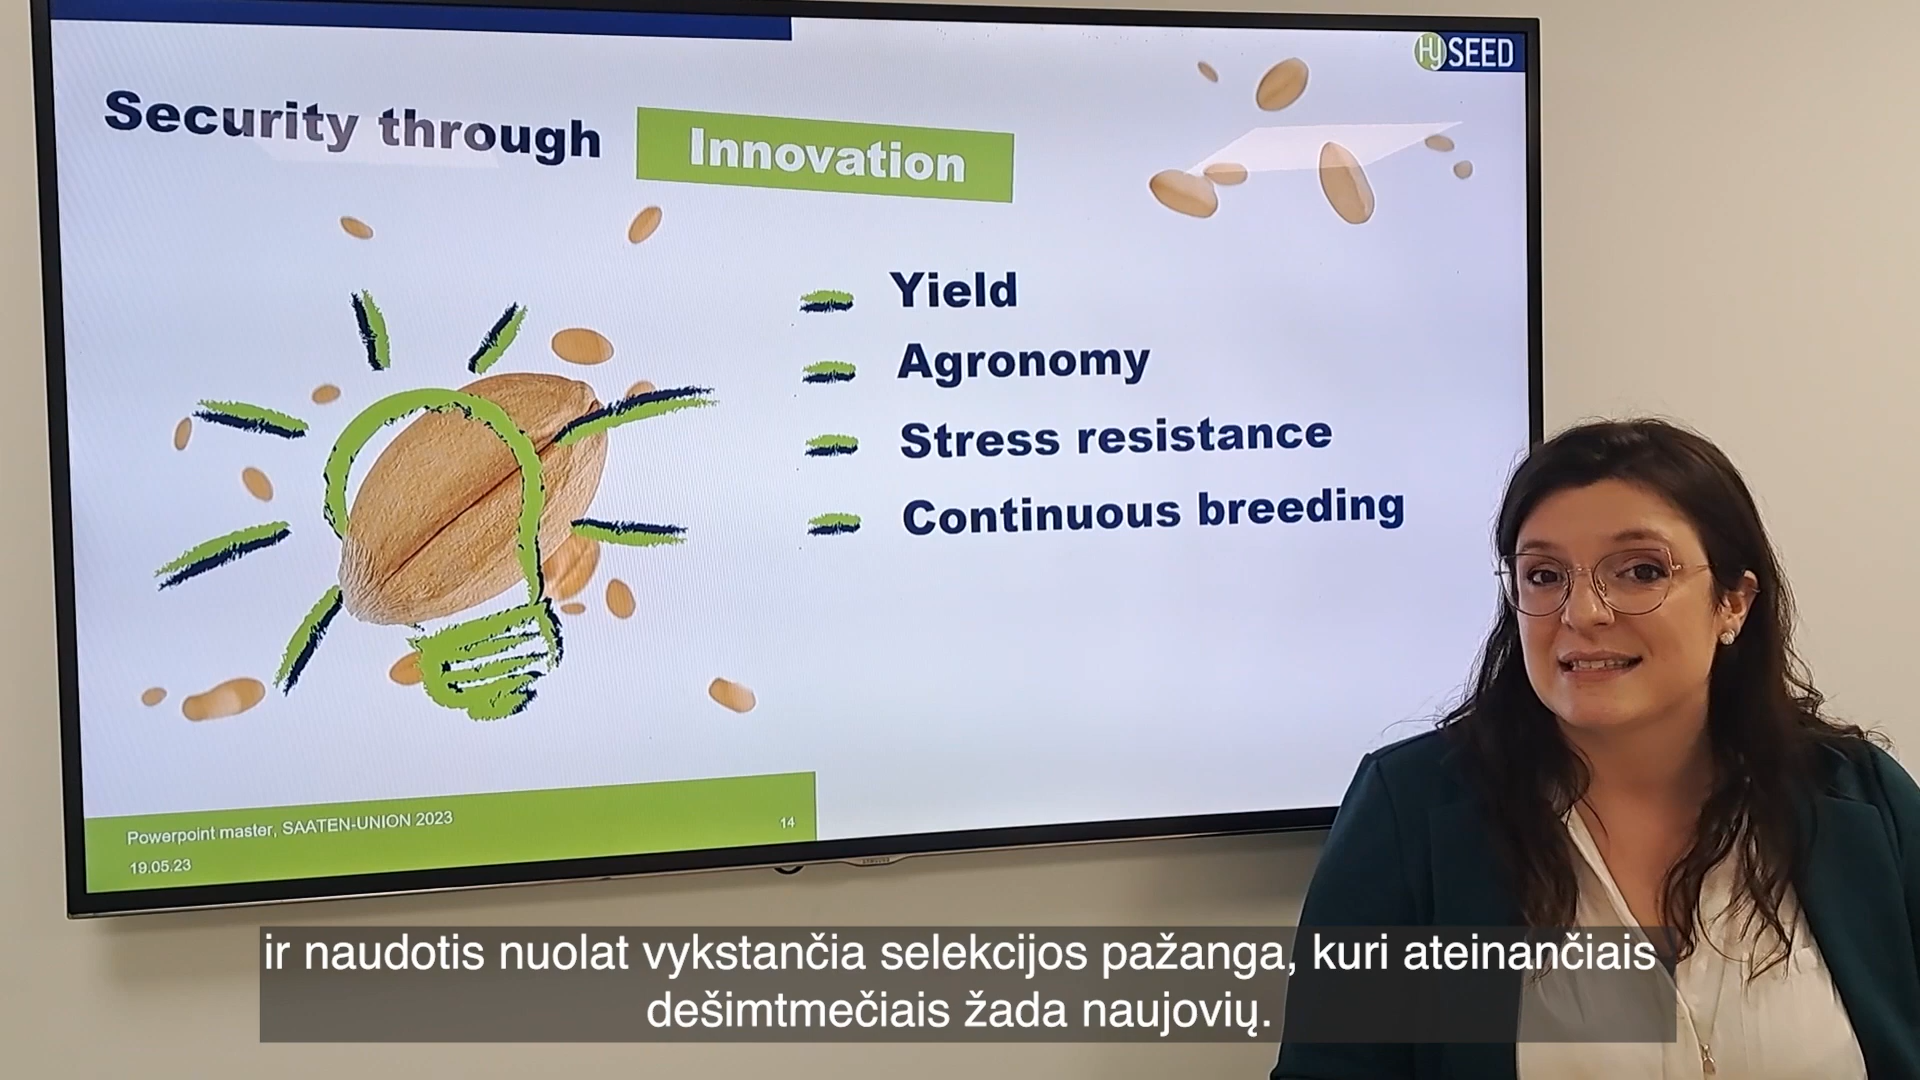 HySEED
Security through Innovation
Yield
Agronomy
Stress resistance
Continuous breeding
Powerpoint master, SAATEN-UNION 2023
14
19.05.23
SAMSUNG
ir naudotis nuolat vykstančia selekcijos pažanga, kuri ateinančiais
dešimtmečiais žada naujovių.